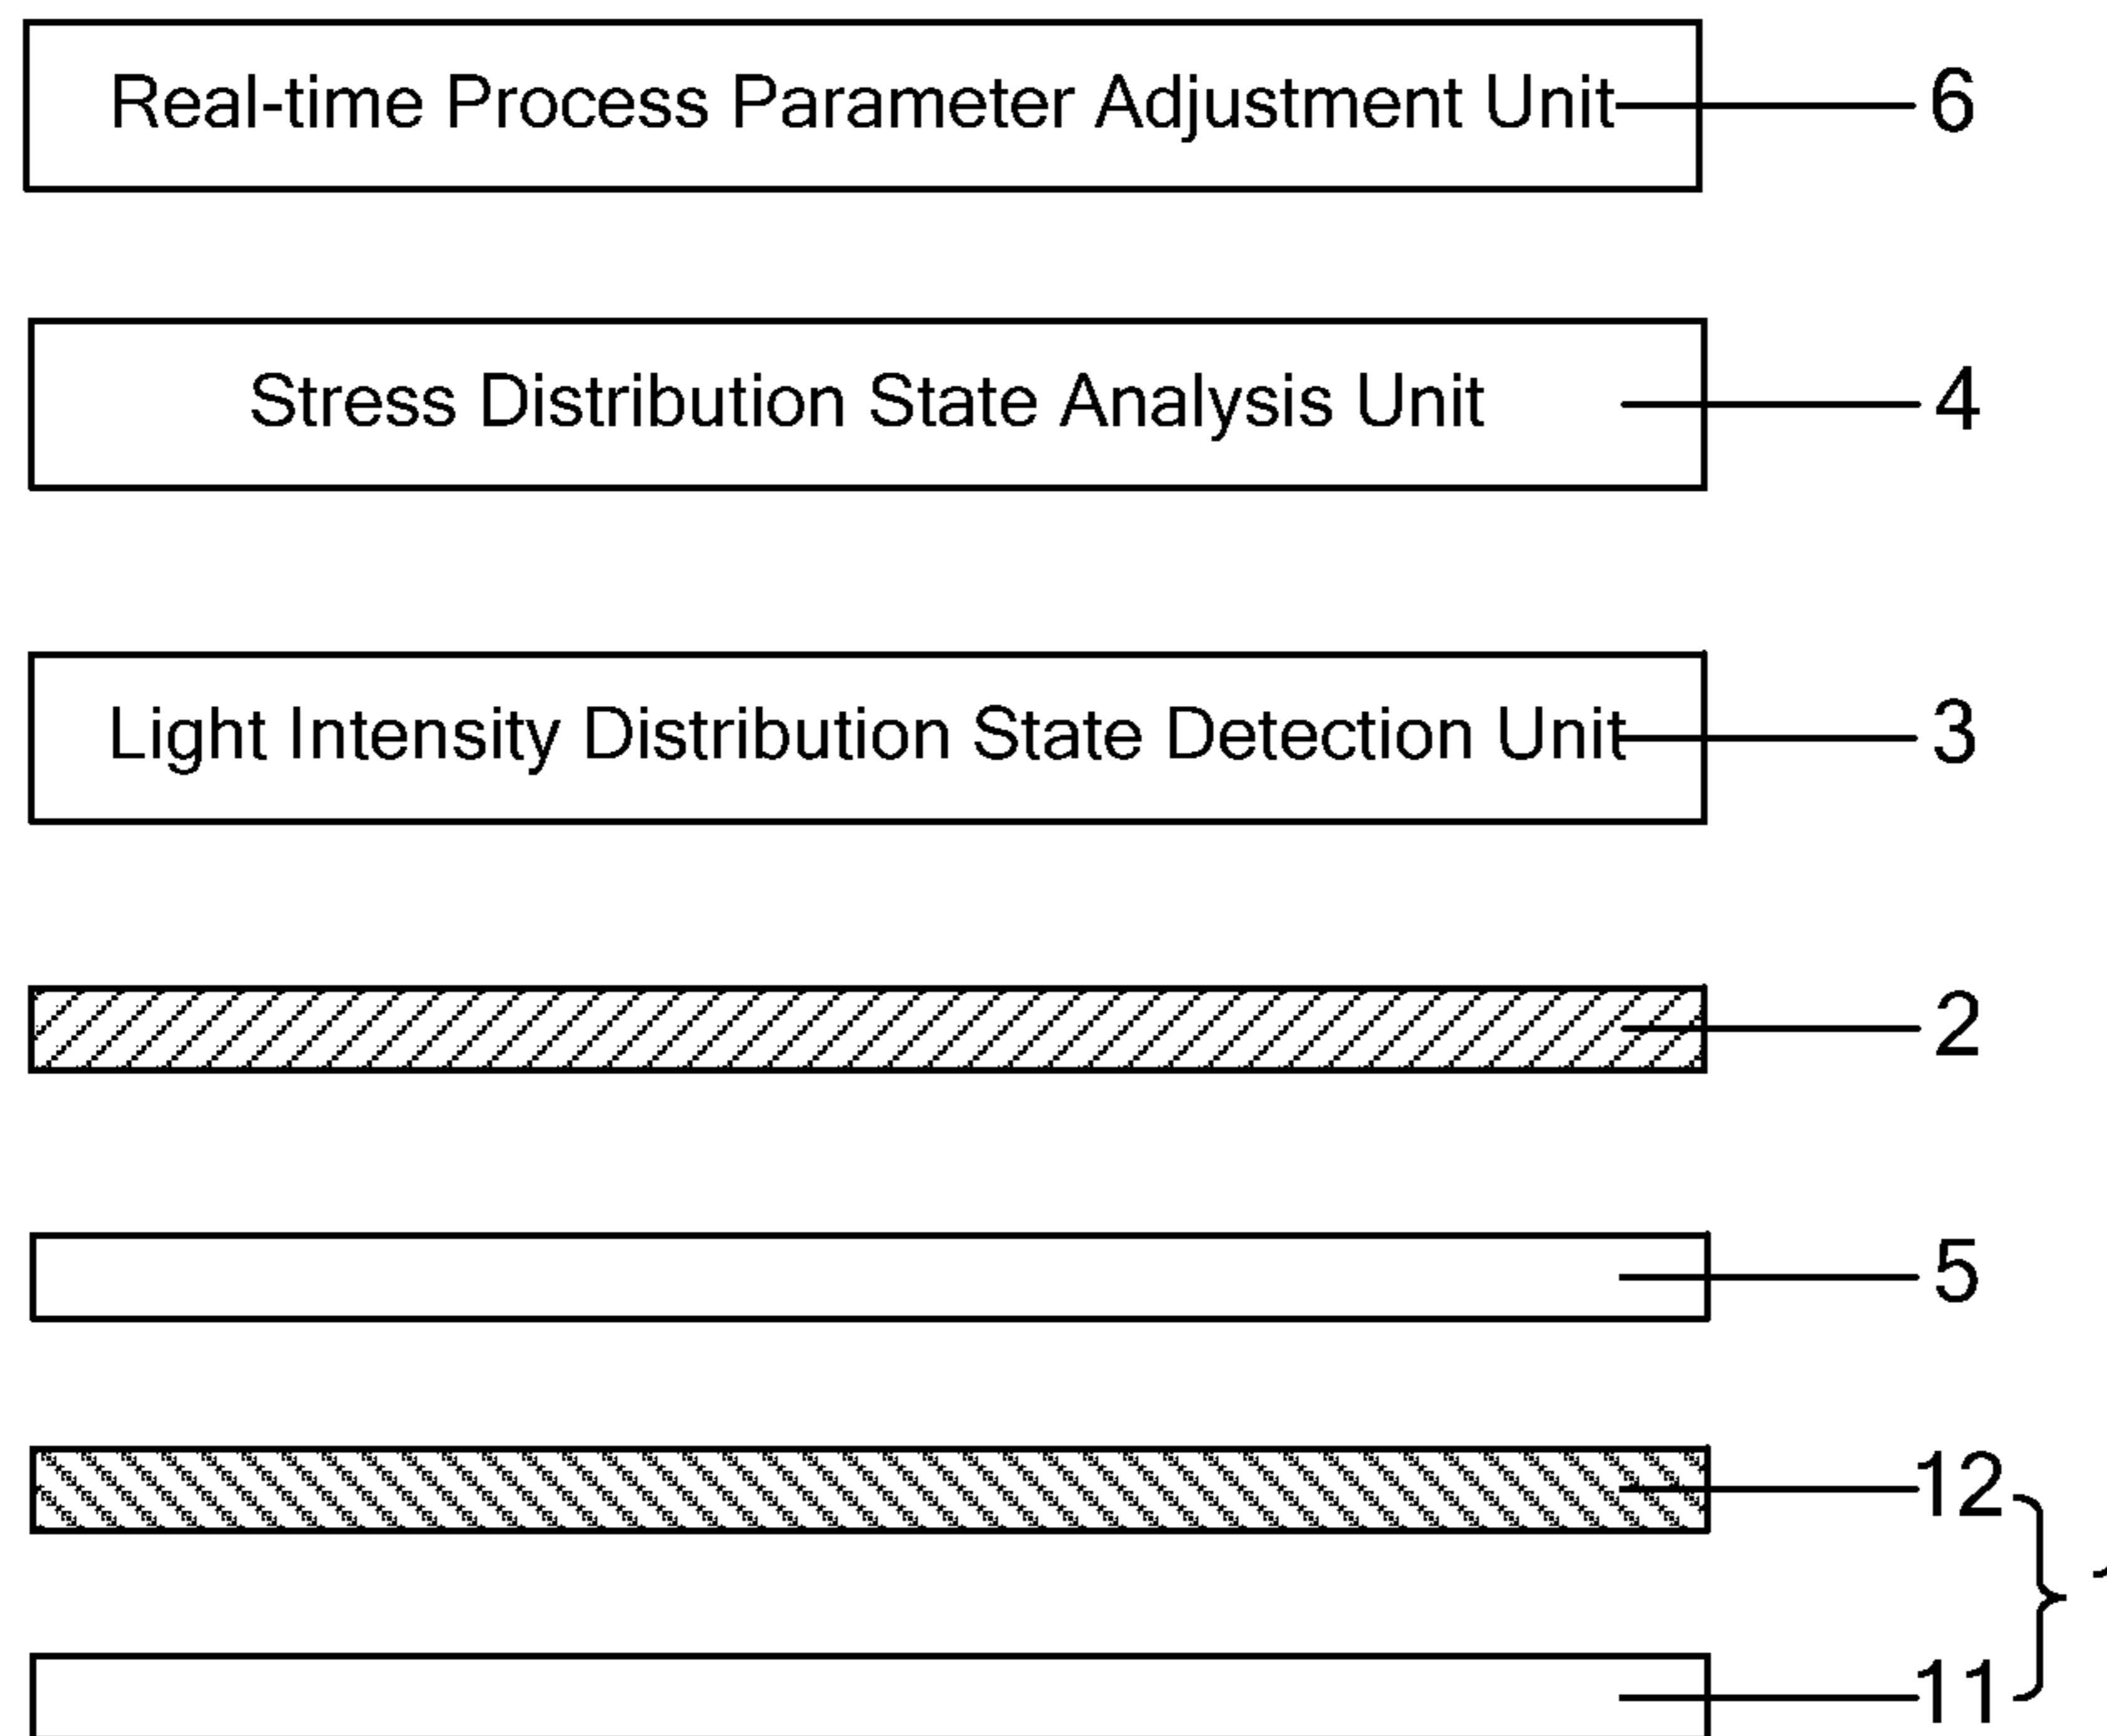 Real-time Process Parameter Adjustment Unit 6
Stress Distribution State Analysis Unit 4
Light Intensity Distribution State Detection Unit 3
2
5
12
11